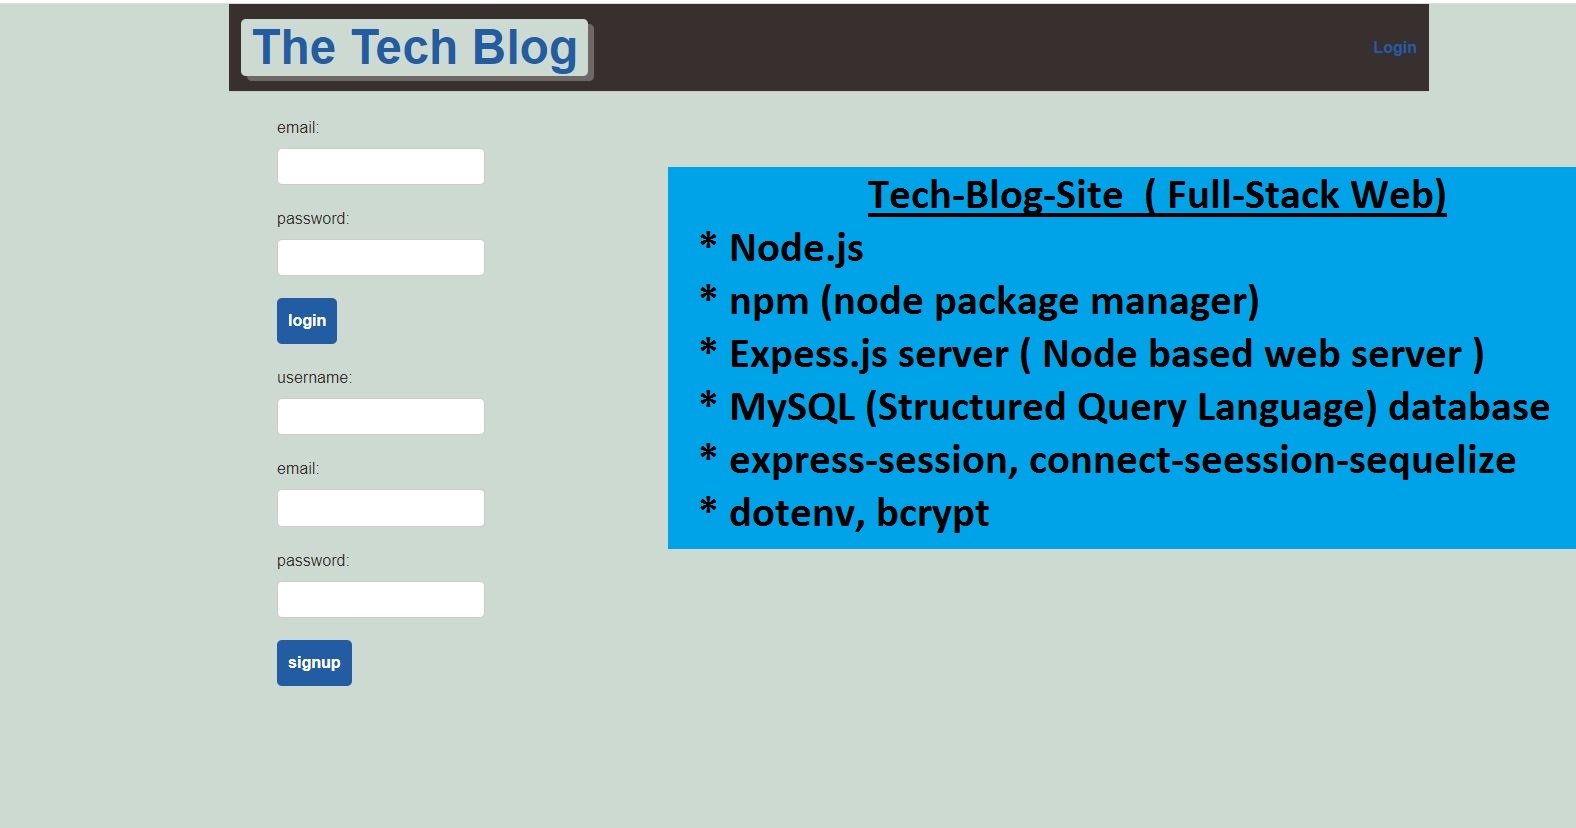 The Tech Blog
Login
email:
password:
login
username:
email:
password:
signup
Tech-Blog-Site ( Full-Stack Web)
* Node.js
* npm (node package manager)
* Expess.js server ( Node based web server )
* MySQL (Structured Query Language) database
* express-session, connect-seession-sequelize
* dotenv, bcrypt